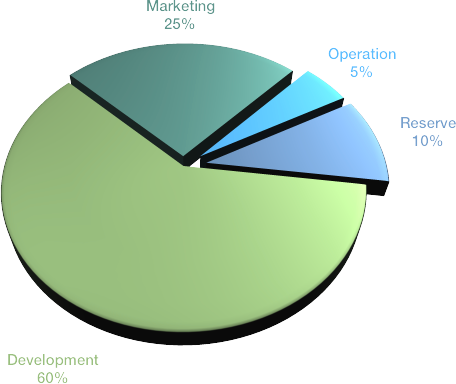 Marketing
25%
Operation
5%
Reserve
10%
Development
60%